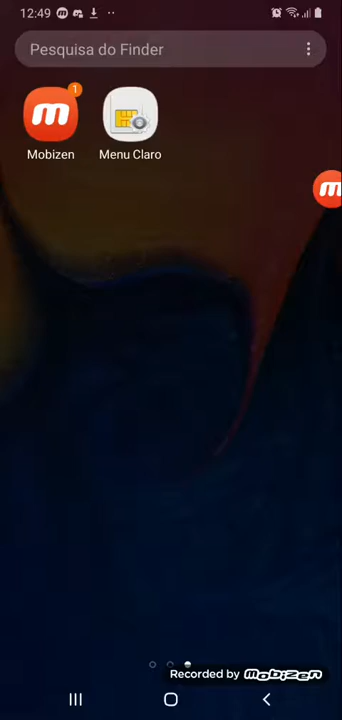 12:49
Pesquisa do Finder
1
Mobizen
Menu Claro
Recorded by Mobizen